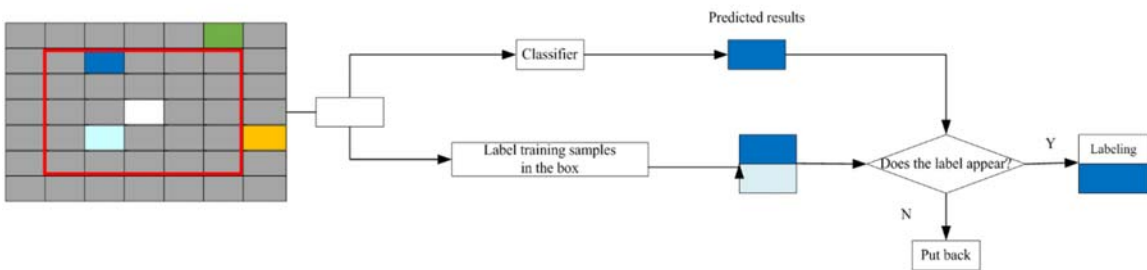 Predicted results
Classifier
Label training samples
in the box
Does the label appear?
Y
Labeling
N
Put back